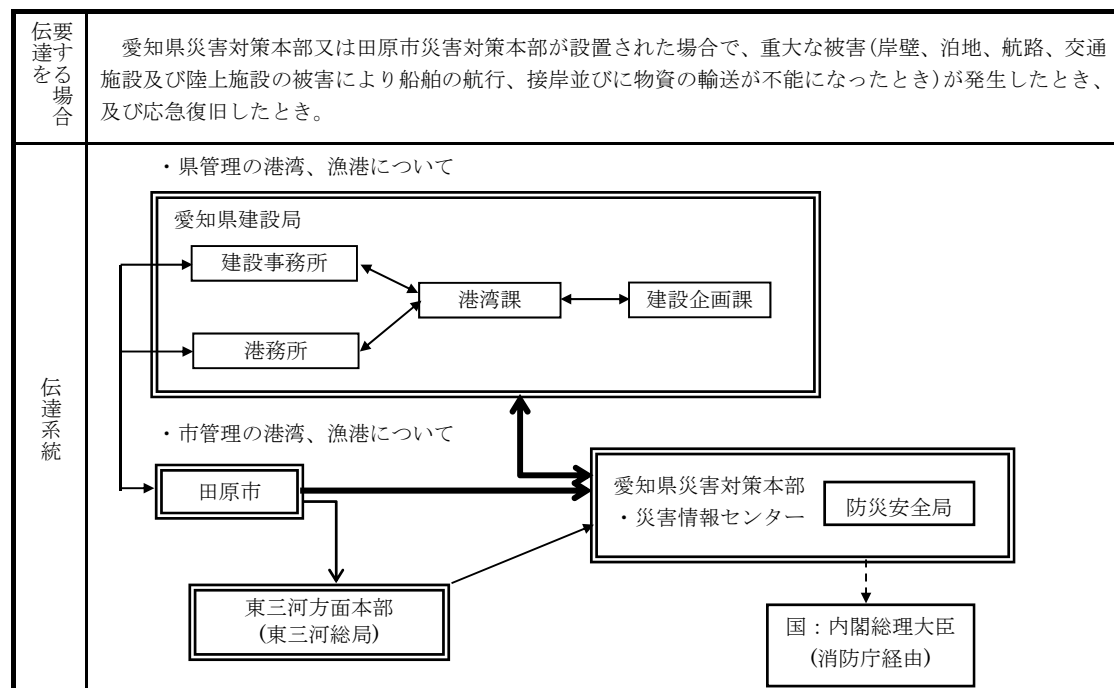 伝達を
要する場合
愛知県災害対策本部又は田原市災害対策本部が設置された場合で、重大な被害(岸壁、泊地、航路、交通
施設及び陸上施設の被害により船舶の航行、接岸並びに物資の輸送が不能になったとき)が発生したとき、
及び応急復旧したとき。
伝達系統
・県管理の港湾、漁港について
愛知県建設局
建設事務所
港湾課
建設企画課
港務所
・市管理の港湾、漁港について
田原市
愛知県災害対策本部
・災害情報センター
防災安全局
東三河方面本部
(東三河総局)
国：内閣総理大臣
(消防庁経由)